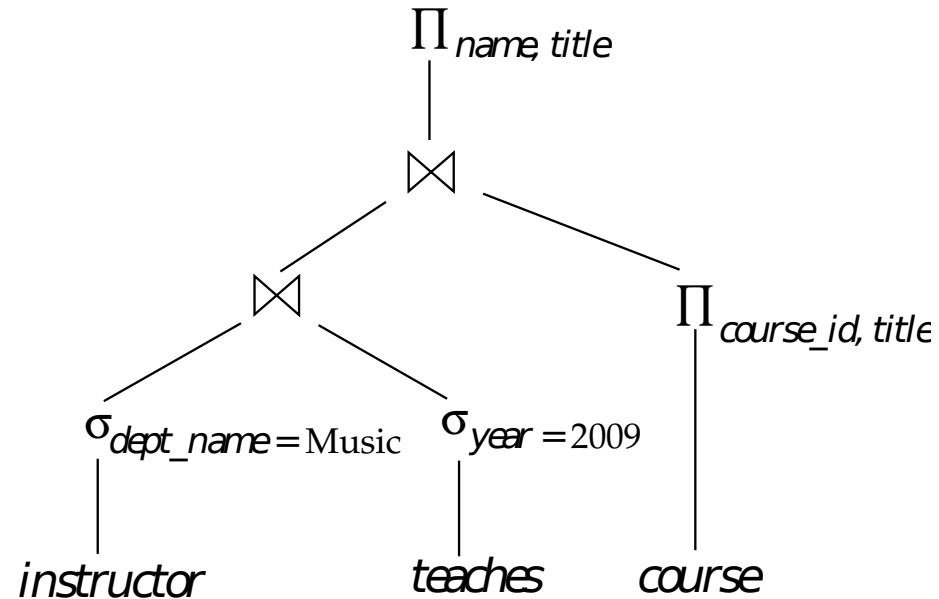 ∏ name, title
⋈
⋈
∏ course_id, title
σ dept_name = Music
σ year = 2009
instructor
teaches
course